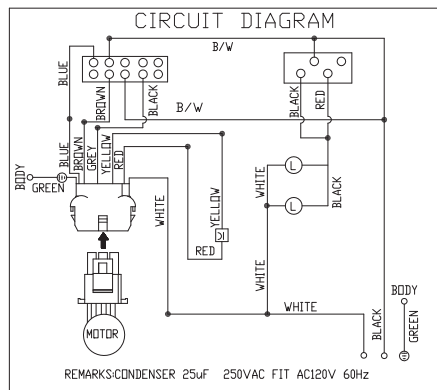 CIRCUIT DIAGRAM
B/W
BLUE
BROWN
BLACK
B/W
BLACK
RED
BLUE
BROWN
GREY
YELLOW
RED
BODY
GREEN
WHITE
YELLOW
RED
WHITE
L
L
BLACK
WHITE
WHITE
BODY
BLACK
GREEN
MOTOR
REMARKS:CONDENSER 25uF 250VAC FIT AC120V 60Hz